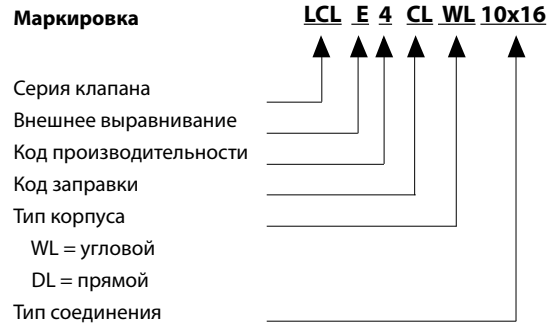 Маркировка LCL E 4 CL WL 10x16
Серия клапана
Внешнее выравнивание
Код производительности
Код заправки
Тип корпуса
WL = угловой
DL = прямой
Тип соединения